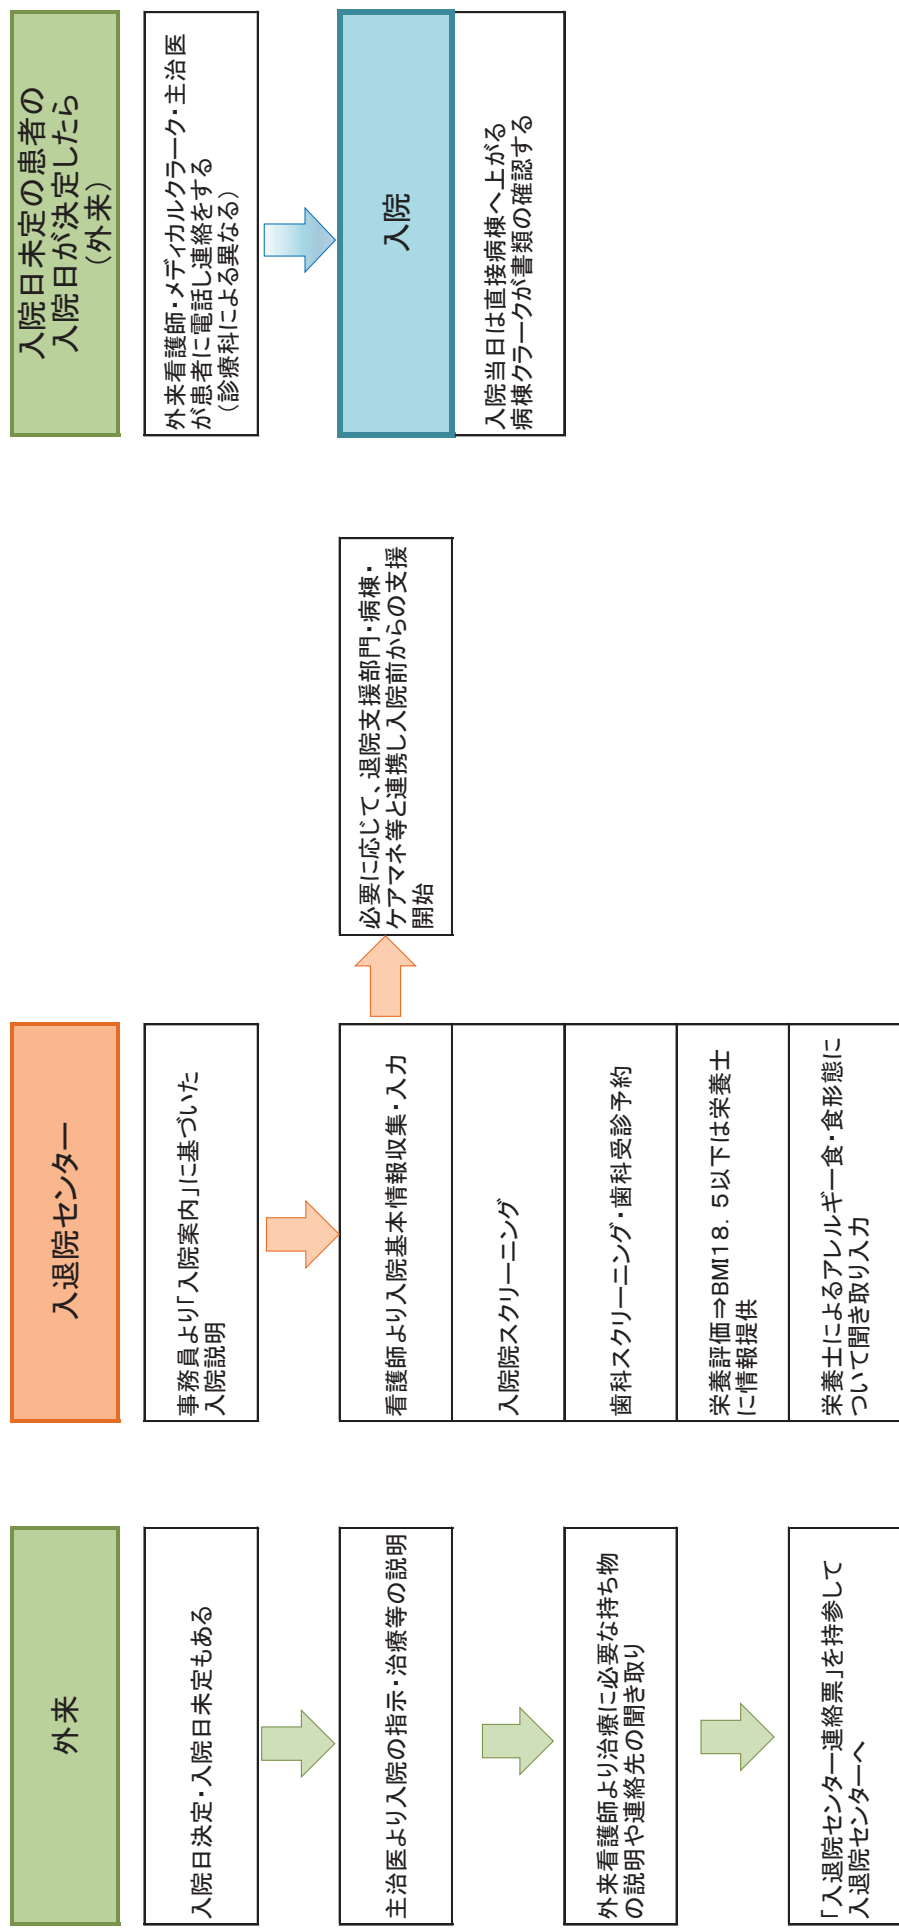 外来
入院日決定・入院日未定もある
主治医より入院の指示・治療等の説明
外来看護師より治療に必要な持ち物
の説明や連絡先の聞き取り
「入退院センター連絡票」を持参して
入退院センターへ
入退院センター
事務員より「入院案内」に基づいた
入院説明
看護師より入院基本情報収集・入力
入院院スクリーニング
歯科スクリーニング・歯科受診予約
栄養評価⇒BMI18．5以下は栄養士
に情報提供
栄養士によるアレルギー食・食形態に
ついて聞き取り入力
必要に応じて、退院支援部門・病棟・
ケアマネ等と連携し入院前からの支援
開始
入院日未定の患者の
入院日が決定したら
（外来）
外来看護師・メディカルクラーク・主治医
が患者に電話し連絡をする
（診療科による異なる）
入院
入院当日は直接病棟へ上がる
病棟クラークが書類の確認する